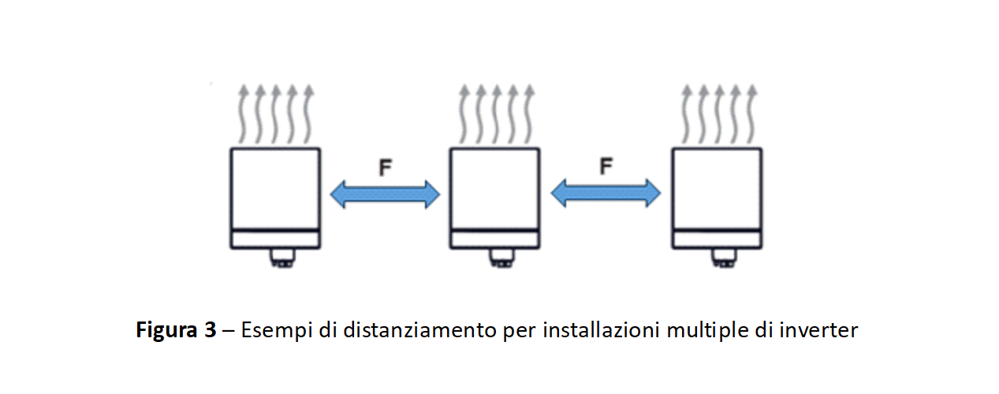 F
F
Figura 3 – Esempi di distanziamento per installazioni multiple di inverter